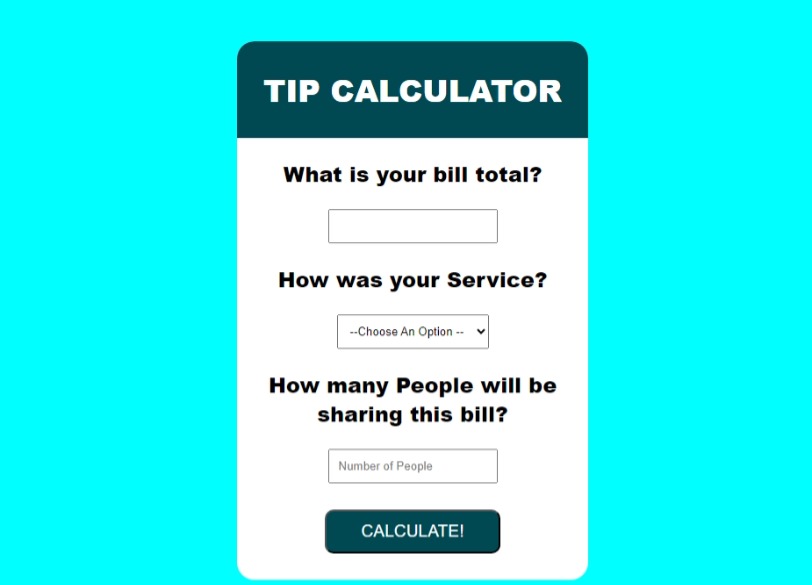 TIP CALCULATOR
What is your bill total?
How was your Service?
--Choose An Option --
How many People will be
sharing this bill?
Number of People
CALCULATE!